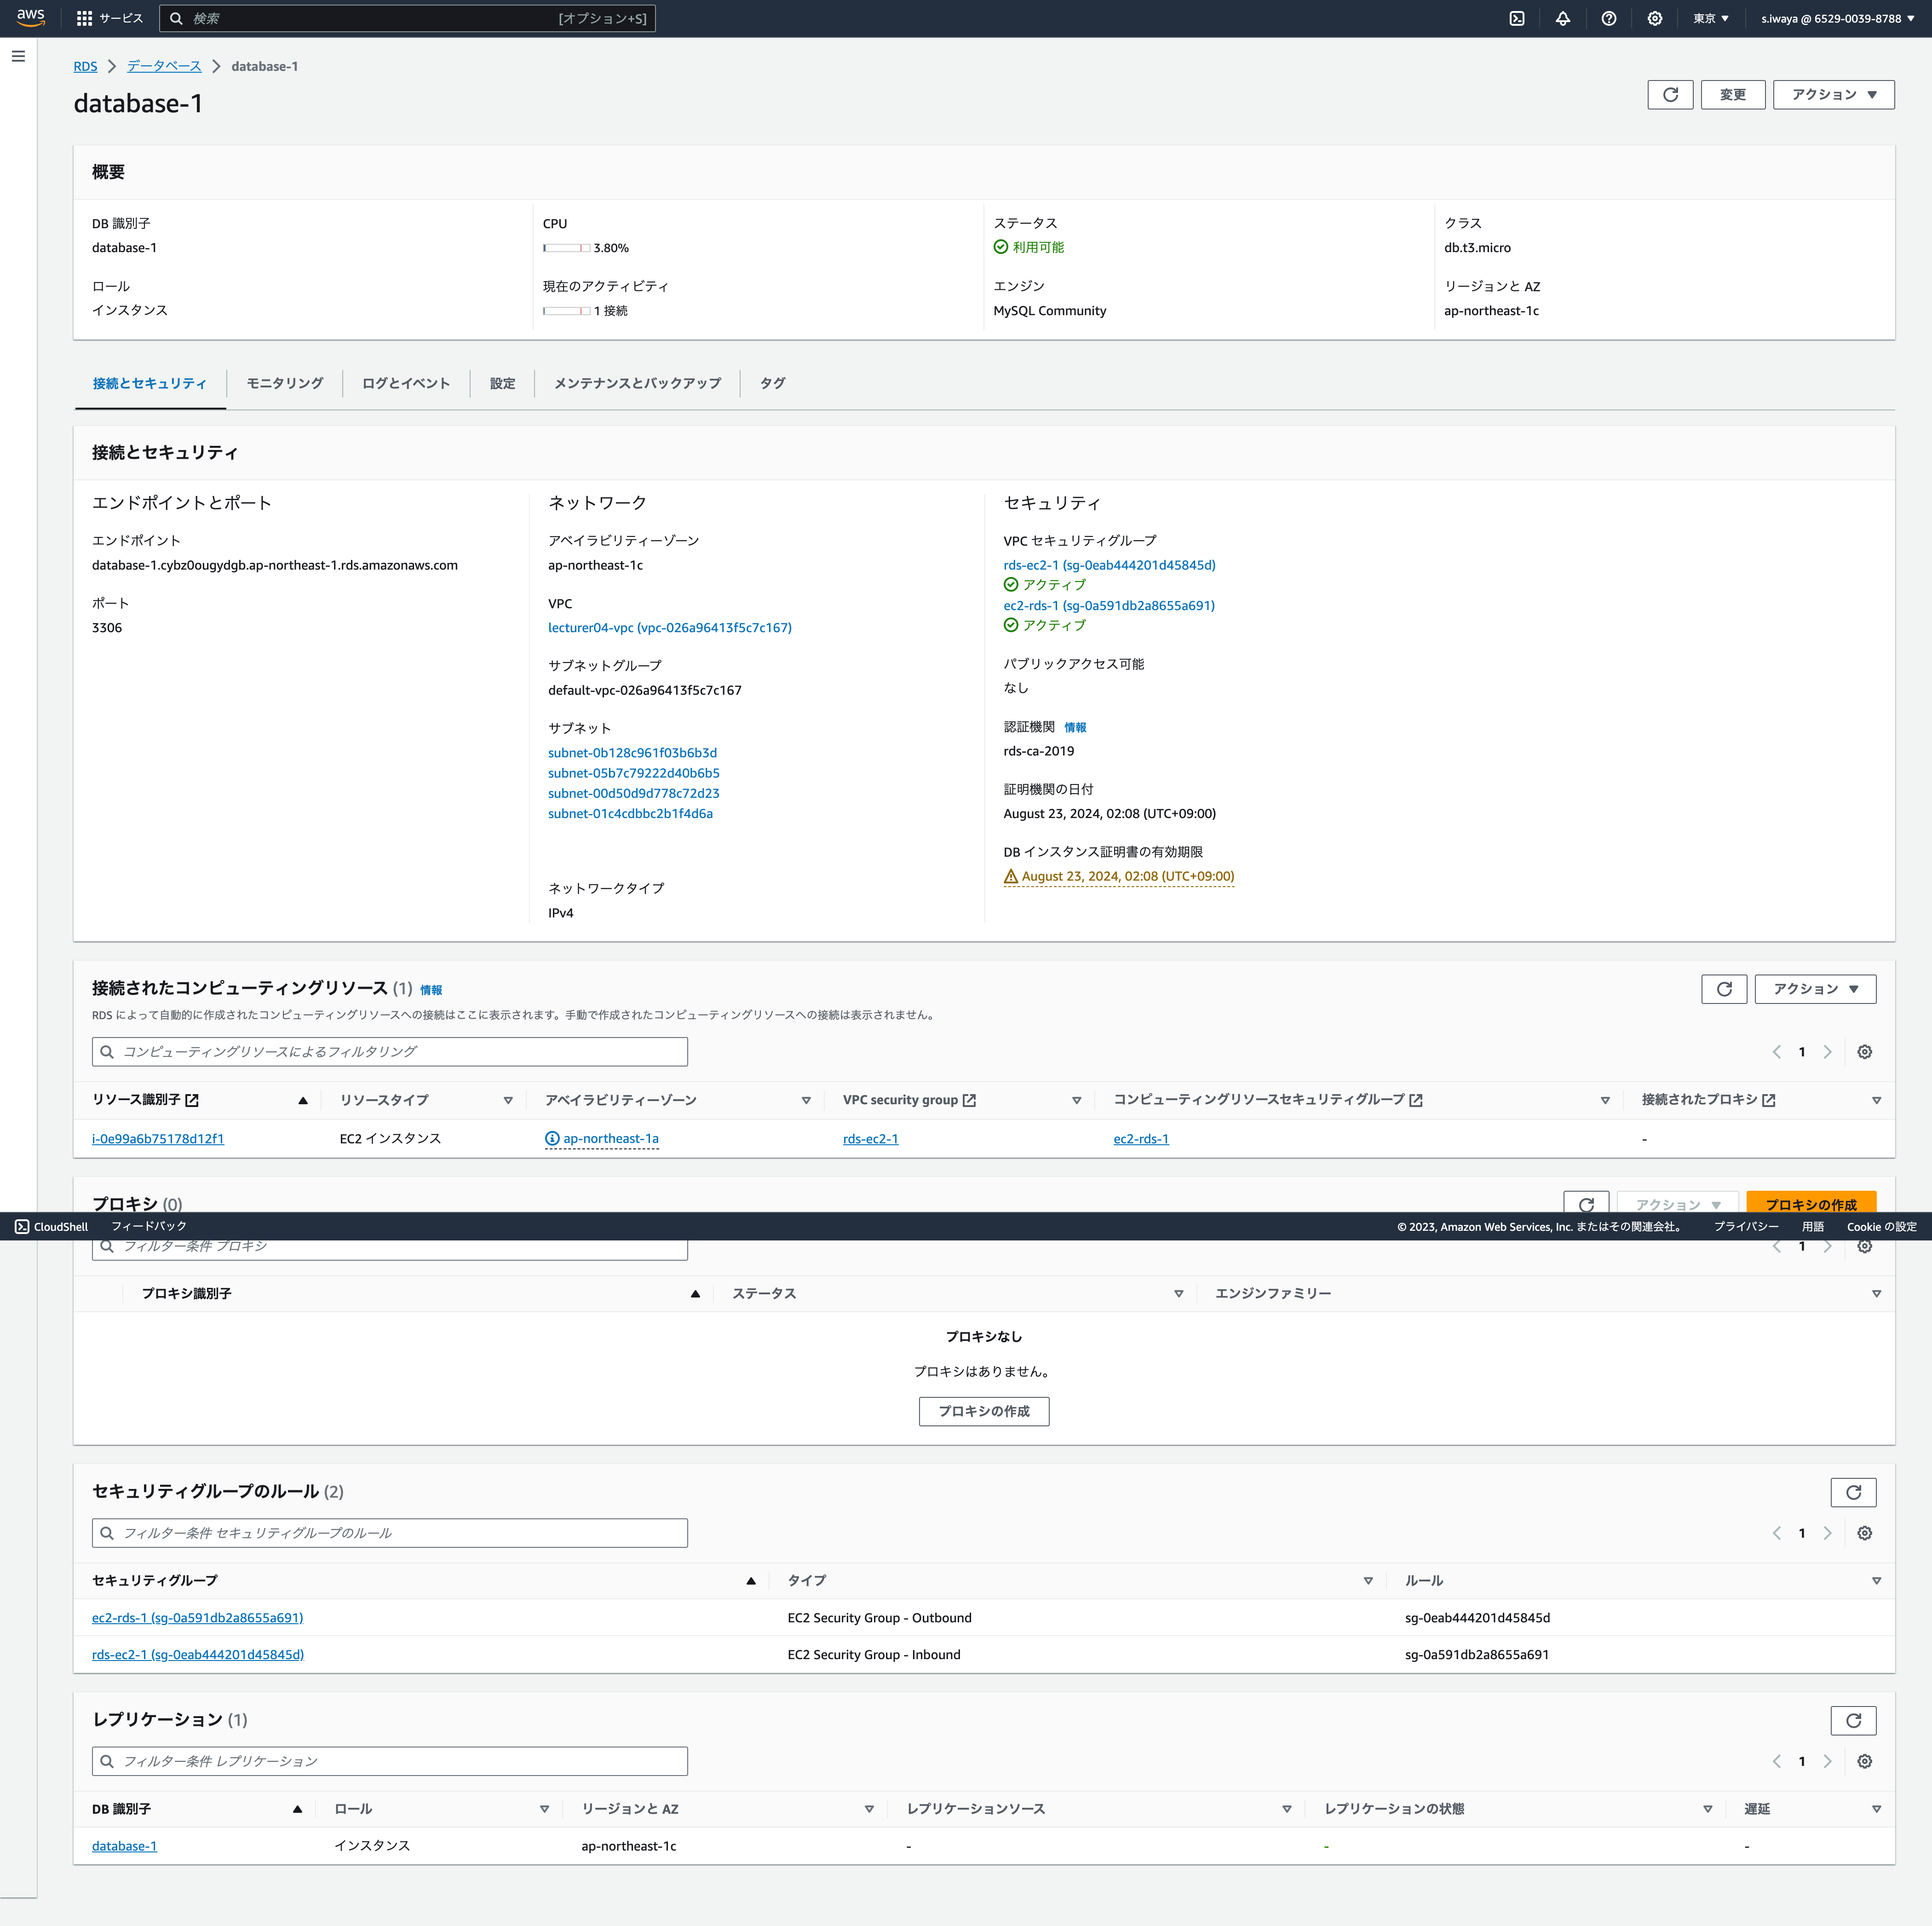 aws
サービス
検索
[オプション+S]
東京 ▼
s.iwaya @ 6529-0039-8788 ▼
RDS
データベース
database-1
database-1
変更
アクション ▼
概要
DB 識別子
database-1
CPU
3.80%
ステータス
利用可能
クラス
db.t3.micro
ロール
インスタンス
現在のアクティビティ
1 接続
エンジン
MySQL Community
リージョンと AZ
ap-northeast-1c
接続とセキュリティ
モニタリング
ログとイベント
設定
メンテナンスとバックアップ
タグ
接続とセキュリティ
エンドポイントとポート
エンドポイント
database-1.cybz0ougydgb.ap-northeast-1.rds.amazonaws.com
ポート
3306
ネットワーク
アベイラビリティーゾーン
ap-northeast-1c
VPC
lecturer04-vpc (vpc-026a96413f5c7c167)
サブネットグループ
default-vpc-026a96413f5c7c167
サブネット
subnet-0b128c961f03b6b3d
subnet-05b7c79222d40b6b5
subnet-00d50d9d778c72d23
subnet-01c4cdbbc2b1f4d6a
ネットワークタイプ
IPv4
セキュリティ
VPC セキュリティグループ
rds-ec2-1 (sg-0eab444201d45845d)
アクティブ
ec2-rds-1 (sg-0a591db2a8655a691)
アクティブ
パブリックアクセス可能
なし
認証機関 情報
rds-ca-2019
証明機関の日付
August 23, 2024, 02:08 (UTC+09:00)
DB インスタンス証明書の有効期限
August 23, 2024, 02:08 (UTC+09:00)
接続されたコンピューティングリソース (1) 情報
RDS によって自動的に作成されたコンピューティングリソースへの接続はここに表示されます。手動で作成されたコンピューティングリソースへの接続は表示されません。
アクション ▼
コンピューティングリソースによるフィルタリング
1
リソース識別子
リソースタイプ
アベイラビリティーゾーン
VPC security group
コンピューティングリソースセキュリティグループ
接続されたプロキシ
i-0e99a6b75178d12f1
EC2 インスタンス
ap-northeast-1a
rds-ec2-1
ec2-rds-1
-
プロキシ (0)
アクション ▼
プロキシの作成
CloudShell
フィードバック
© 2023, Amazon Web Services, Inc. またはその関連会社。
プライバシー
用語
Cookie の設定
フィルター条件 プロキシ
1
プロキシ識別子
ステータス
エンジンファミリー
プロキシなし
プロキシはありません。
プロキシの作成
セキュリティグループのルール (2)
フィルター条件 セキュリティグループのルール
1
セキュリティグループ
タイプ
ルール
ec2-rds-1 (sg-0a591db2a8655a691)
EC2 Security Group - Outbound
sg-0eab444201d45845d
rds-ec2-1 (sg-0eab444201d45845d)
EC2 Security Group - Inbound
sg-0a591db2a8655a691
レプリケーション (1)
フィルター条件 レプリケーション
1
DB 識別子
ロール
リージョンと AZ
レプリケーションソース
レプリケーションの状態
遅延
database-1
インスタンス
ap-northeast-1c
-
-
-